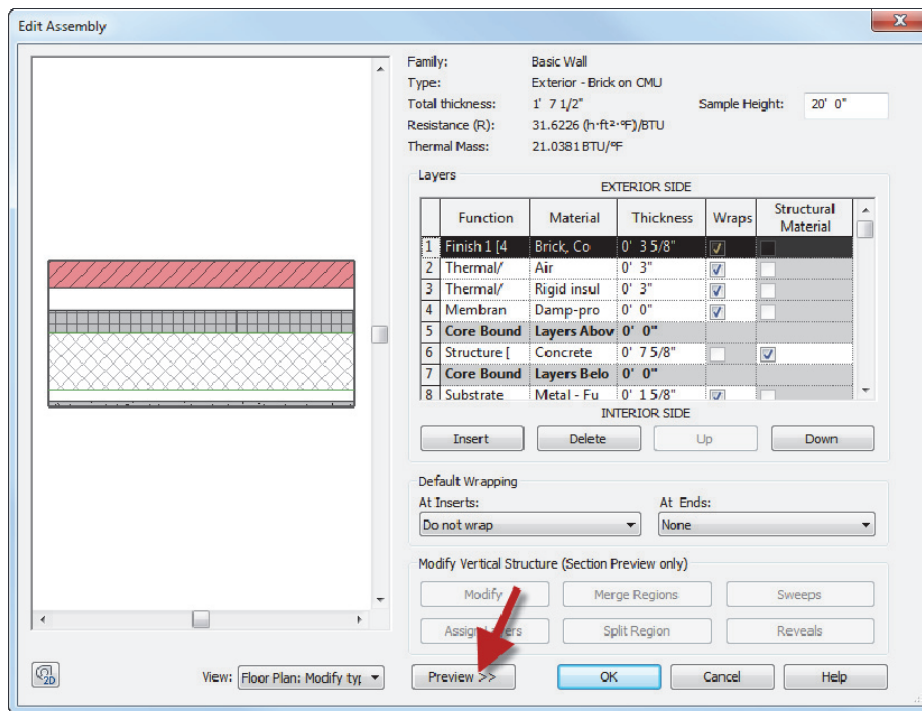 Edit Assembly
Family: Basic Wall
Type: Exterior - Brick on CMU
Total thickness: 1' 7 1/2" Sample Height: 20' 0"
Resistance (R): 31.6226 (h·ft²·°F)/BTU
Thermal Mass: 21.0381 BTU/°F
Layers
EXTERIOR SIDE
Function Material Thickness Wraps Structural Material
1 Finish 1 [4 Brick, Co 0' 3 5/8"
2 Thermal/ Air 0' 3"
3 Thermal/ Rigid insul 0' 3"
4 Membran Damp-pro 0' 0"
5 Core Bound Layers Abov 0' 0"
6 Structure [ Concrete 0' 7 5/8"
7 Core Bound Layers Belo 0' 0"
8 Substrate Metal - Fu 0' 1 5/8"
INTERIOR SIDE
Insert Delete Up Down
Default Wrapping
At Inserts: At Ends:
Do not wrap None
Modify Vertical Structure (Section Preview only)
Modify Merge Regions Sweeps
Assign Layers Split Region Reveals
2D View: Floor Plan: Modify typ Preview >> OK Cancel Help